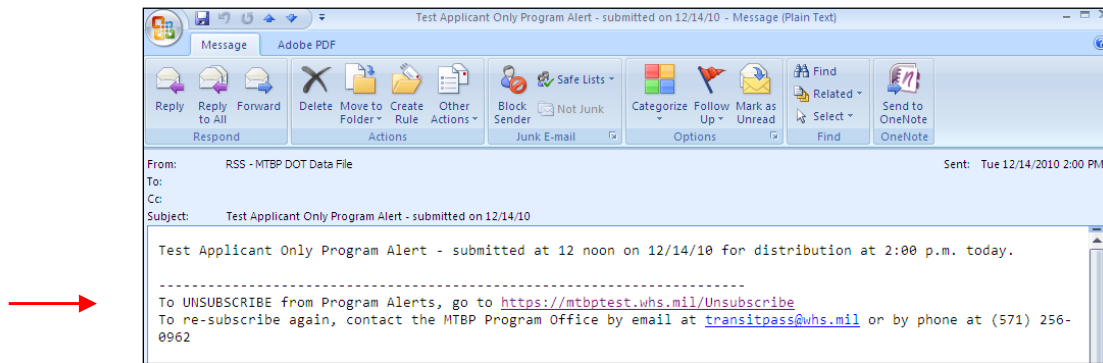 Test Applicant Only Program Alert - submitted on 12/14/10 - Message (Plain Text)
Message Adobe PDF
Reply Reply to All Forward Delete Move to Folder Create Rule Other Actions Block Sender Safe Lists Not Junk Categorize Follow Up Mark as Unread Find Related Select Send to OneNote
Respond Actions Junk E-mail Options Find OneNote
From: RSS - MTBP DOT Data File Sent: Tue 12/14/2010 2:00 PM
To:
Cc:
Subject: Test Applicant Only Program Alert - submitted on 12/14/10
Test Applicant Only Program Alert - submitted at 12 noon on 12/14/10 for distribution at 2:00 p.m. today.
------------------------------------------------------------------------
To UNSUBSCRIBE from Program Alerts, go to https://mtbptest.whs.mil/Unsubscribe
To re-subscribe again, contact the MTBP Program Office by email at transitpass@whs.mil or by phone at (571) 256-
0962